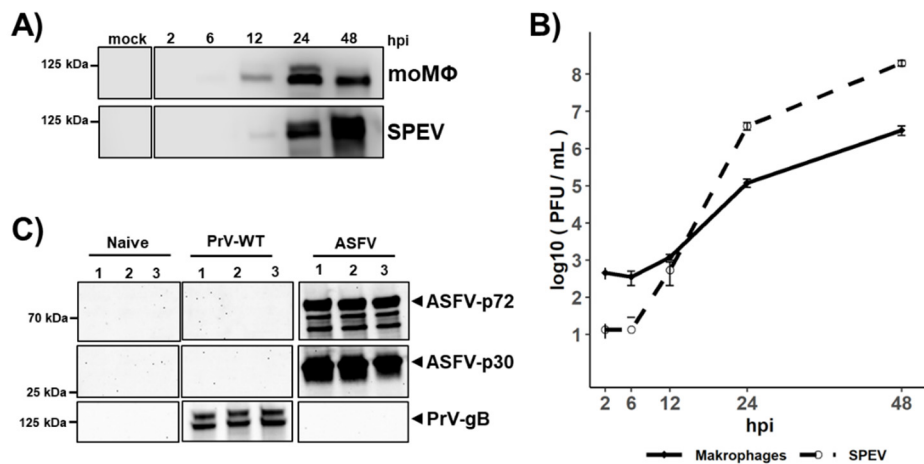 A)
mock 2 6 12 24 48 hpi
125 kDa
moMΦ
125 kDa
SPEV
B)
log10 ( PFU / mL )
8
7
6
5
4
3
2
1
2 6 12 24 48
hpi
Makrophages SPEV
C)
Naive PrV-WT ASFV
1 2 3 1 2 3 1 2 3
70 kDa
ASFV-p72
ASFV-p30
25 kDa
125 kDa
PrV-gB